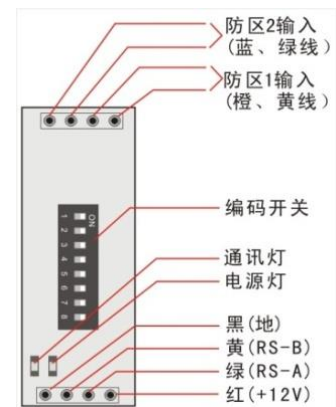 防区2输入
(蓝、绿线)
防区1输入
(橙、黄线)
ON
1
2
3
4
5
6
7
8
编码开关
通讯灯
电源灯
黑(地)
黄(RS-B)
绿(RS-A)
红(+12V)